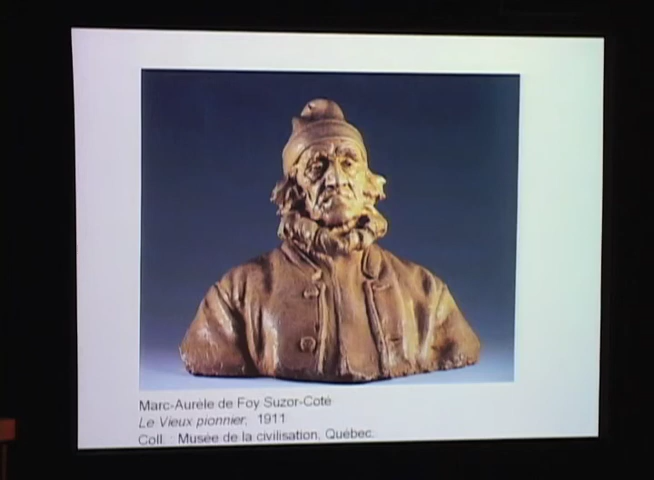 Marc-Aurèle de Foy Suzor-Coté
Le Vieux pionnier, 1911
Coll. : Musée de la civilisation, Québec.